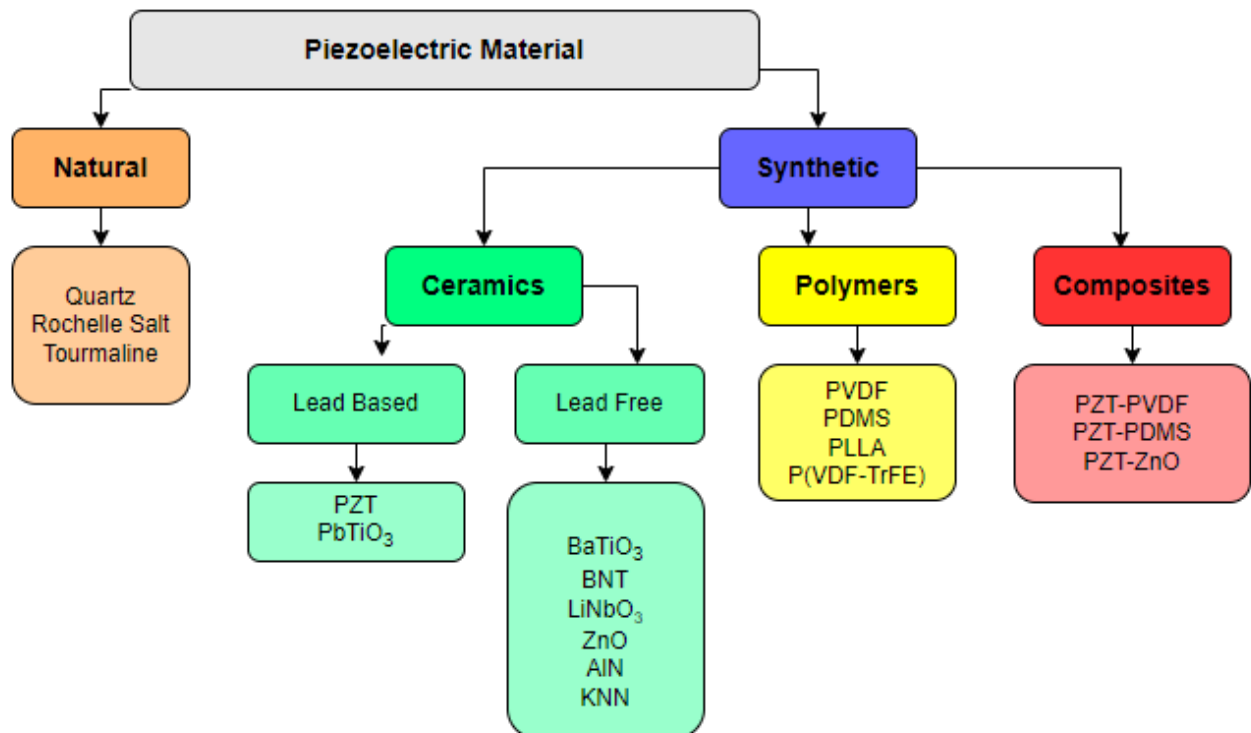 Piezoelectric Material
Natural
Synthetic
Quartz
Rochelle Salt
Tourmaline
Ceramics
Polymers
Composites
Lead Based
Lead Free
PVDF
PDMS
PLLA
P(VDF-TrFE)
PZT-PVDF
PZT-PDMS
PZT-ZnO
PZT
PbTiO₃
BaTiO₃
BNT
LiNbO₃
ZnO
AlN
KNN